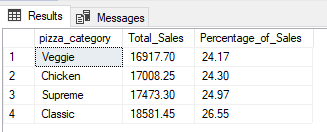 Results Messages
pizza_category Total_Sales Percentage_of_Sales
1 Veggie 16917.70 24.17
2 Chicken 17008.25 24.30
3 Supreme 17473.30 24.97
4 Classic 18581.45 26.55